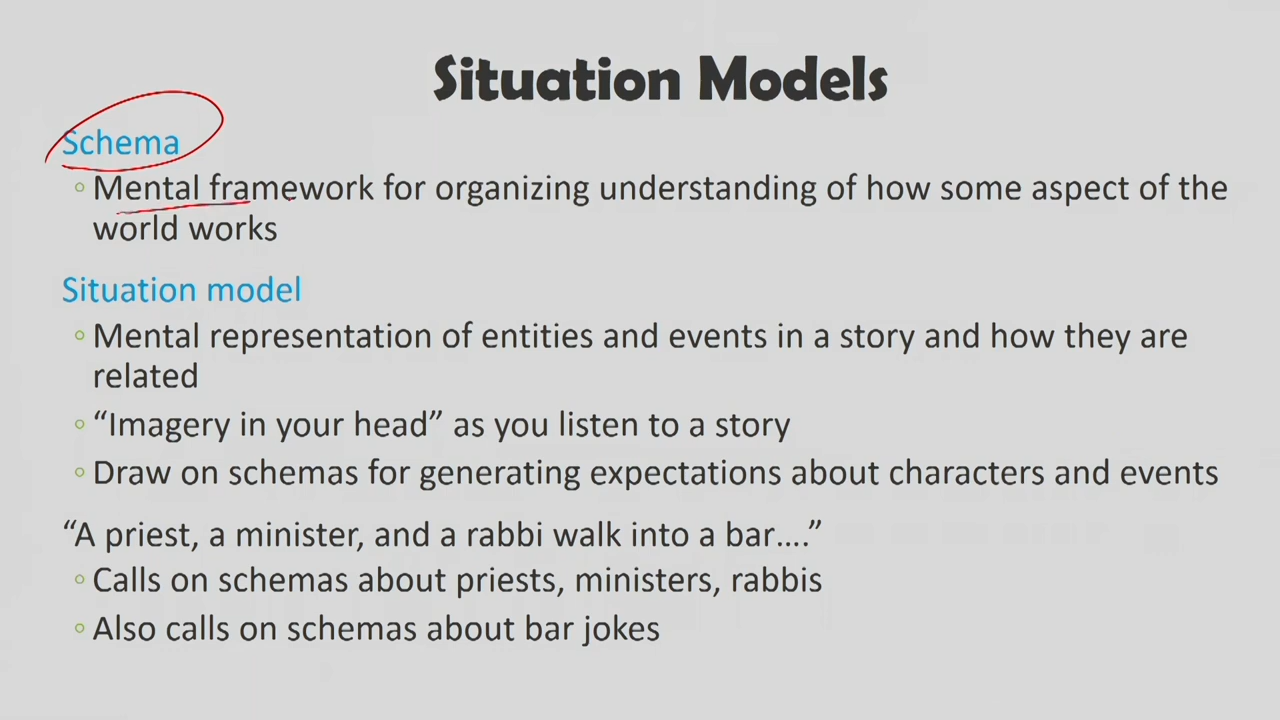 Situation Models
Schema
◦ Mental framework for organizing understanding of how some aspect of the
world works
Situation model
◦ Mental representation of entities and events in a story and how they are
related
◦ “Imagery in your head” as you listen to a story
◦ Draw on schemas for generating expectations about characters and events
“A priest, a minister, and a rabbi walk into a bar….”
◦ Calls on schemas about priests, ministers, rabbis
◦ Also calls on schemas about bar jokes